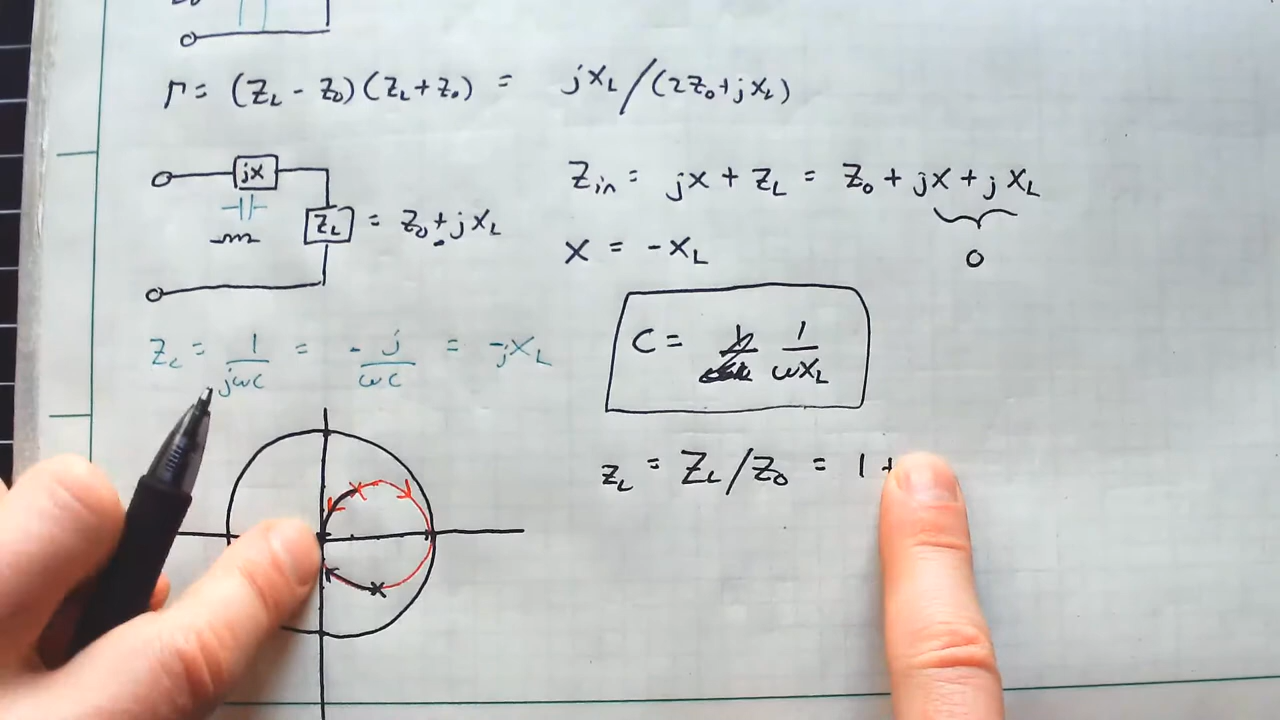 Γ = (Z_L - Z_0)(Z_L + Z_0) = jX_L/(2Z_0+jX_L)
jX
Z_in = jX + Z_L = Z_0 + jX + jX_L
Z_L = Z_0 + jX_L
X = -X_L
0
Z_c = 1/jωC = -j/ωC = -jX_L
C = 1/ωX_L
z_L = Z_L/Z_0 = 1 +